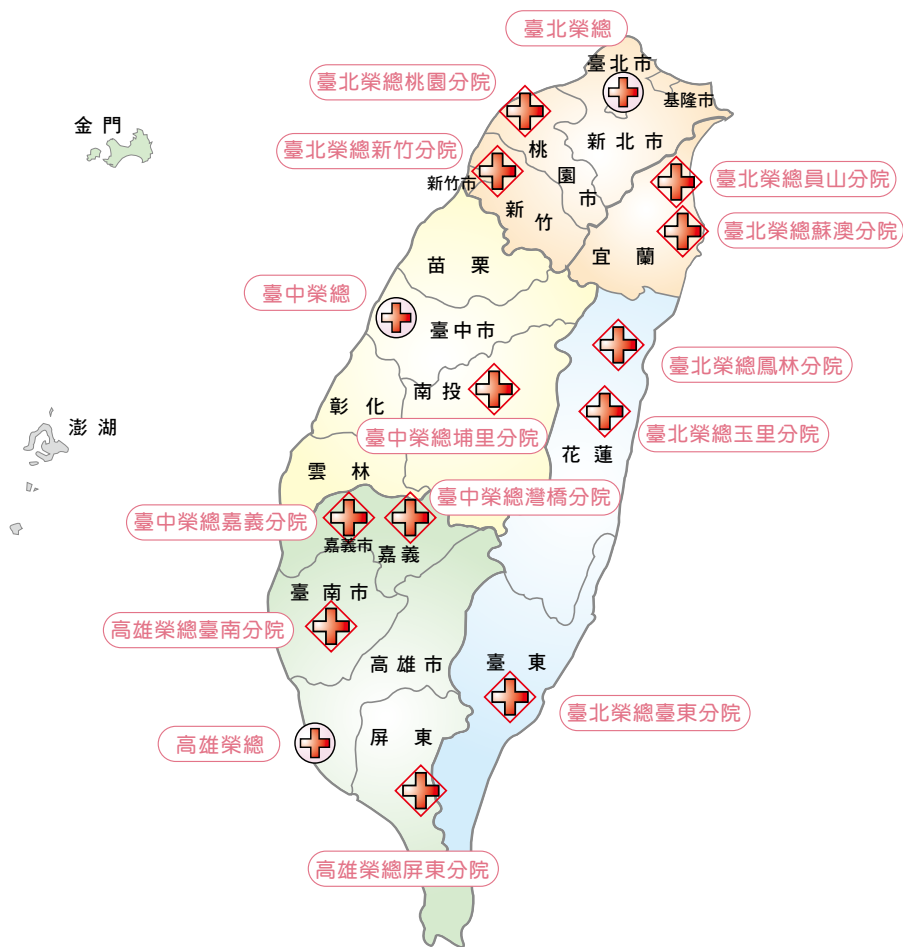 臺北榮總
臺北市
臺北榮總桃園分院
基隆市
金門
新北市
臺北榮總新竹分院
桃園市
新竹市
臺北榮總員山分院
新竹
臺北榮總蘇澳分院
宜蘭
苗栗
臺中榮總
臺中市
臺北榮總鳳林分院
南投
彰化
澎湖
臺中榮總埔里分院
臺北榮總玉里分院
花蓮
雲林
臺中榮總灣橋分院
臺中榮總嘉義分院
嘉義市
嘉義
臺南市
高雄榮總臺南分院
高雄市
臺東
臺北榮總臺東分院
高雄榮總
屏東
高雄榮總屏東分院